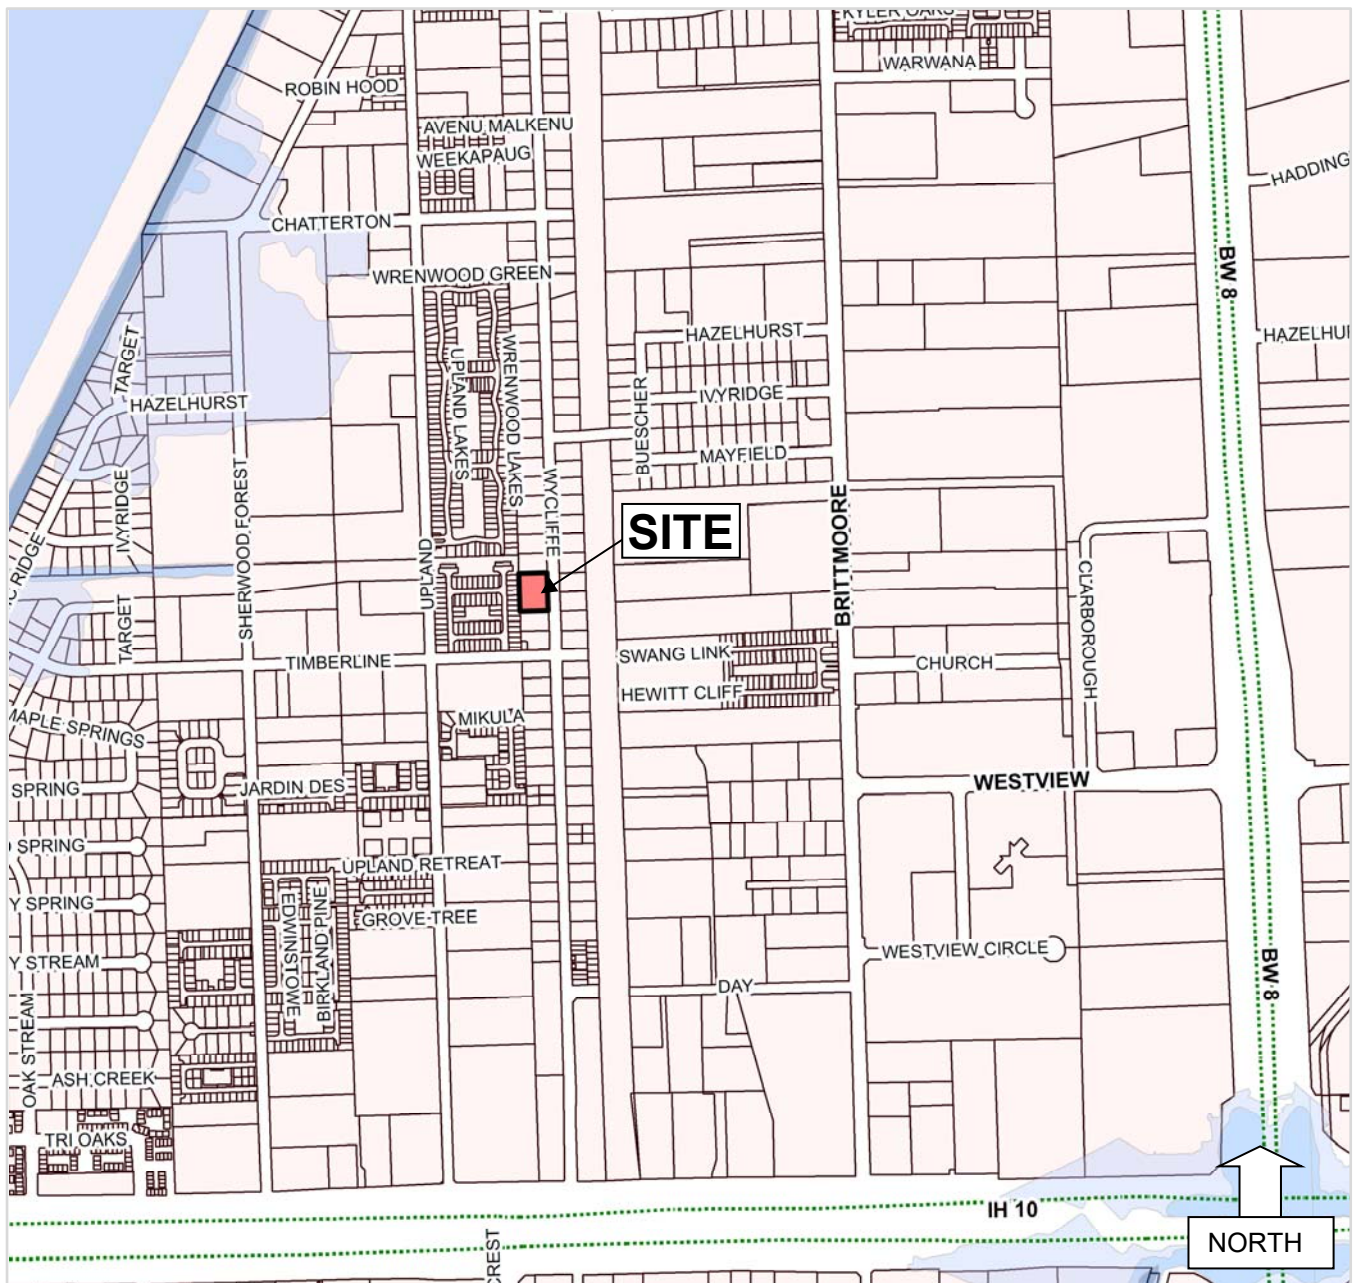 KYLER OAKS
WARWANA
ROBIN HOOD
AVENU MALKENU
WEEKAPAUG
HADDING
CHATTERTON
WRENWOOD GREEN
BW 8
HAZELHURST
HAZELHU
TARGET
UPLAND LAKES
WRENWOOD LAKES
BUESCHER
IVYRIDGE
HAZELHURST
MAYFIELD
IVYRIDGE
SHERWOOD FOREST
WYCLIFFE
BRITTMOORE
SITE
C RIDGE
UPLAND
CLARBOROUGH
TARGET
TIMBERLINE
SWANG LINK
CHURCH
HEWITT CLIFF
MAPLE SPRINGS
MIKULA
SPRING
JARDIN DES
WESTVIEW
SPRING
UPLAND RETREAT
Y SPRING
EDWINSTOWE
BIRKLAND PINE
GROVE TREE
Y STREAM
WESTVIEW CIRCLE
BW 8
DAY
OAK STREAM
ASH CREEK
TRI OAKS
IH 10
NORTH
CREST